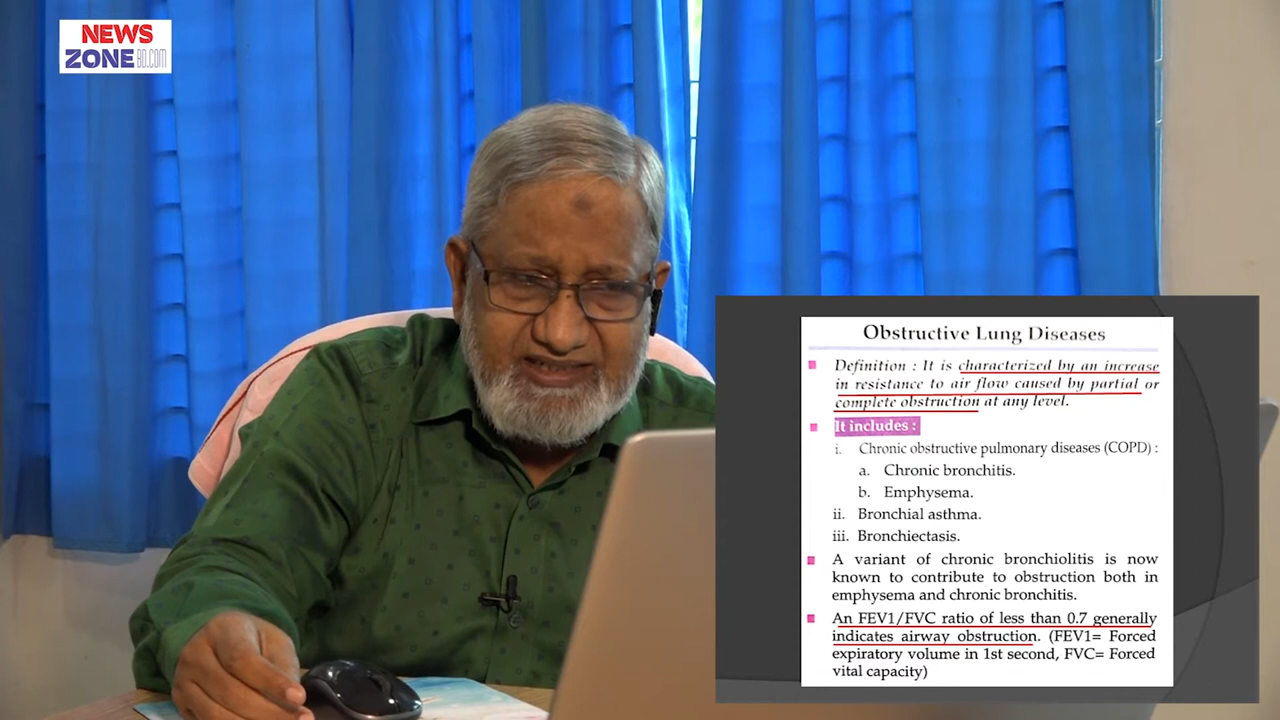 NEWS
ZONE BD.COM
Obstructive Lung Diseases
Definition : It is characterized by an increase
in resistance to air flow caused by partial or
complete obstruction at any level.
It includes :
i. Chronic obstructive pulmonary diseases (COPD) :
a. Chronic bronchitis.
b. Emphysema.
ii. Bronchial asthma.
iii. Bronchiectasis.
A variant of chronic bronchiolitis is now
known to contribute to obstruction both in
emphysema and chronic bronchitis.
An FEV1/FVC ratio of less than 0.7 generally
indicates airway obstruction. (FEV1= Forced
expiratory volume in 1st second, FVC= Forced
vital capacity)